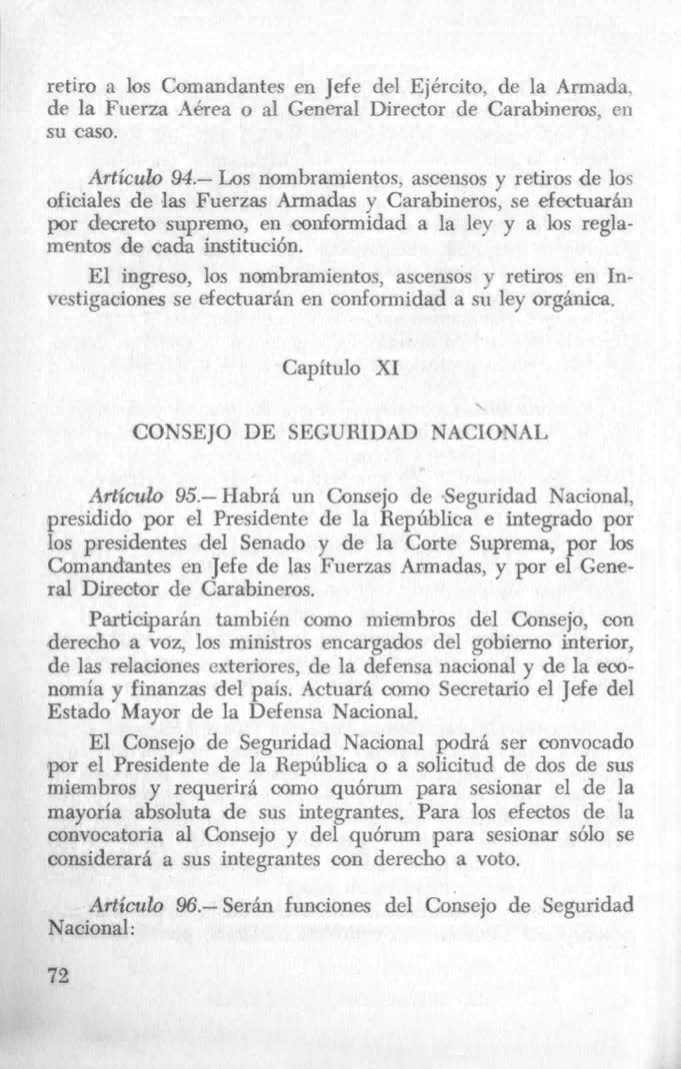 retiro a los Comandantes en Jefe del Ejército, de la Armada,
de la Fuerza Aérea o al General Director de Carabineros, en
su caso.
Artículo 94.— Los nombramientos, ascensos y retiros de los
oficiales de las Fuerzas Armadas y Carabineros, se efectuarán
por decreto supremo, en conformidad a la ley y a los regla-
mentos de cada institución.
El ingreso, los nombramientos, ascensos y retiros en In-
vestigaciones se efectuarán en conformidad a su ley orgánica.
Capítulo XI
CONSEJO DE SEGURIDAD NACIONAL
Artículo 95.— Habrá un Consejo de Seguridad Nacional,
presidido por el Presidente de la República e integrado por
los presidentes del Senado y de la Corte Suprema, por los
Comandantes en Jefe de las Fuerzas Armadas, y por el Gene-
ral Director de Carabineros.
Participarán también como miembros del Consejo, con
derecho a voz, los ministros encargados del gobierno interior,
de las relaciones exteriores, de la defensa nacional y de la eco-
nomía y finanzas del país. Actuará como Secretario el Jefe del
Estado Mayor de la Defensa Nacional.
El Consejo de Seguridad Nacional podrá ser convocado
por el Presidente de la República o a solicitud de dos de sus
miembros y requerirá como quórum para sesionar el de la
mayoría absoluta de sus integrantes. Para los efectos de la
convocatoria al Consejo y del quórum para sesionar sólo se
considerará a sus integrantes con derecho a voto.
Artículo 96.— Serán funciones del Consejo de Seguridad
Nacional:
72